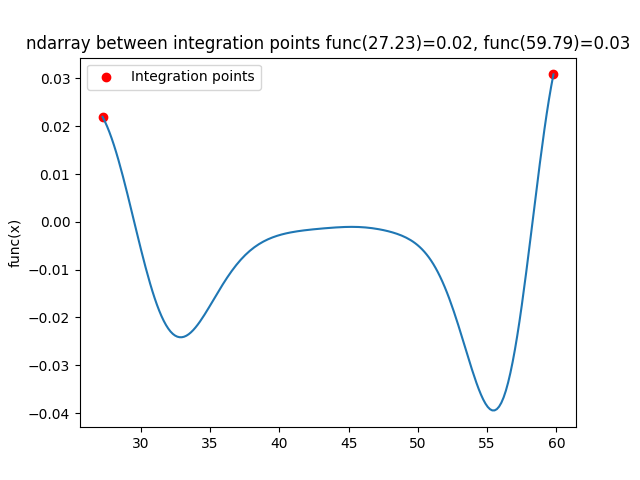 ndarray between integration points func(27.23)=0.02, func(59.79)=0.03
Integration points
func(x)
0.03
0.02
0.01
0.00
−0.01
−0.02
−0.03
−0.04
30 35 40 45 50 55 60